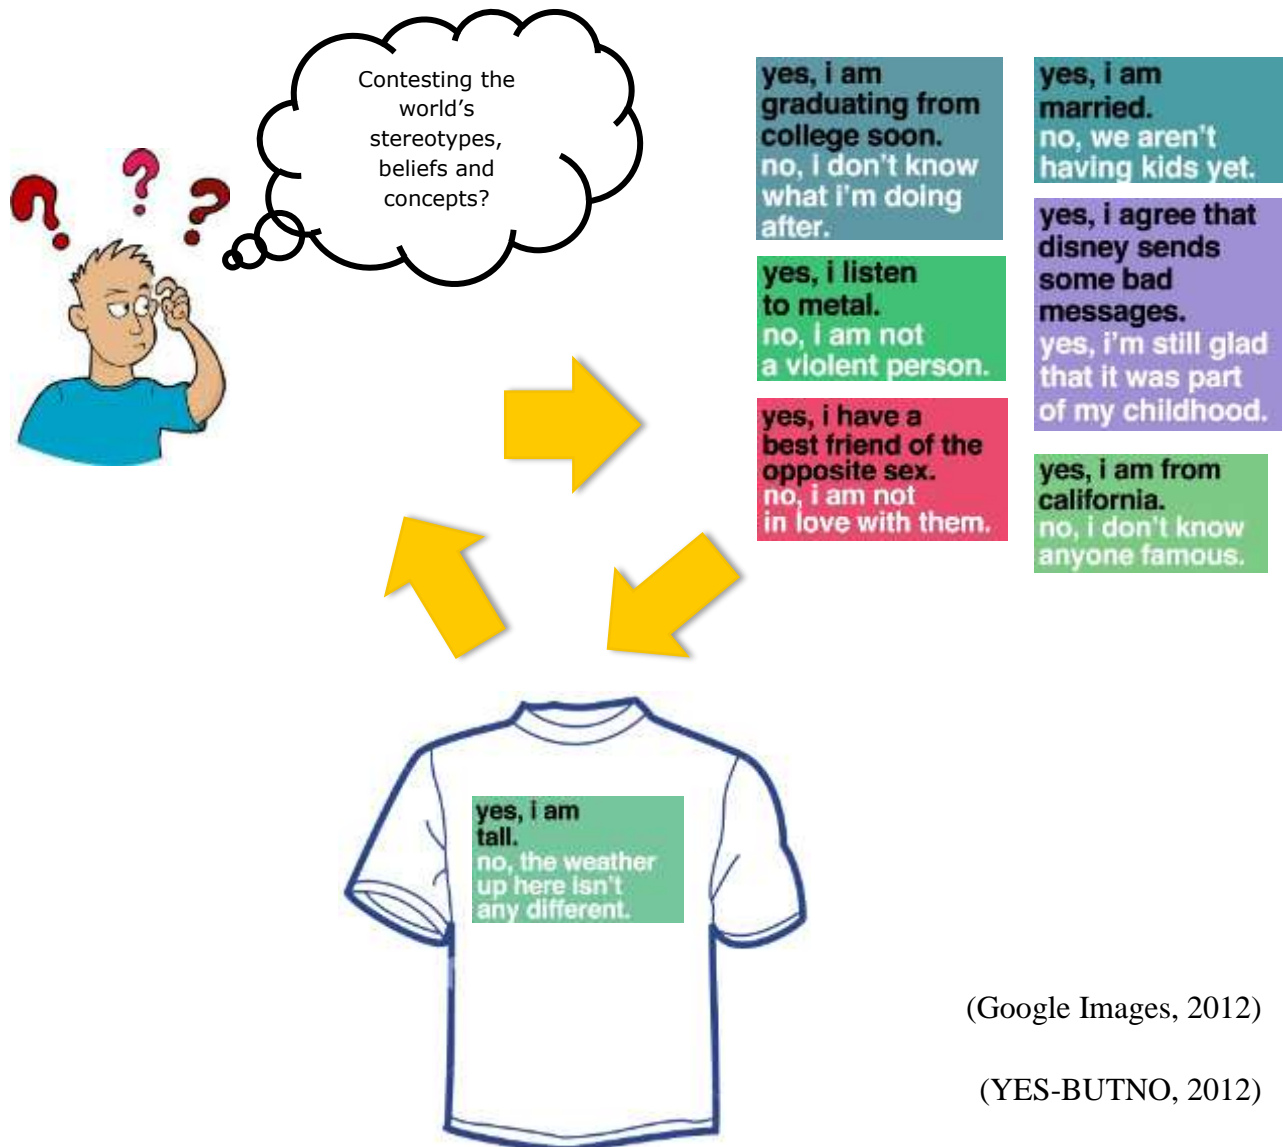 Contesting the
world's
stereotypes,
beliefs and
concepts?
yes, i am
graduating from
college soon.
no, i don't know
what i'm doing
after.
yes, i am
married.
no, we aren't
having kids yet.
yes, i listen
to metal.
no, i am not
a violent person.
yes, i agree that
disney sends
some bad
messages.
yes, i'm still glad
that it was part
of my childhood.
yes, i have a
best friend of the
opposite sex.
no, i am not
in love with them.
yes, i am from
california.
no, i don't know
anyone famous.
yes, i am
tall.
no, the weather
up here isn't
any different.
(Google Images, 2012)
(YES-BUTNO, 2012)